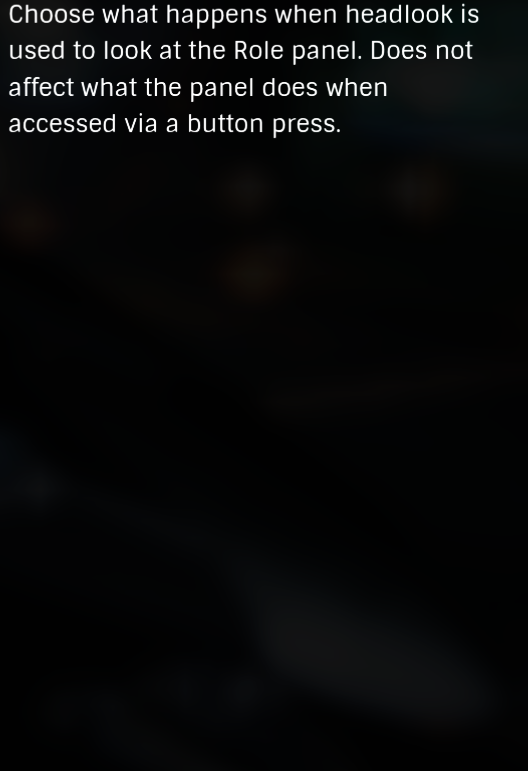 Choose what happens when headlook is
used to look at the Role panel. Does not
affect what the panel does when
accessed via a button press.